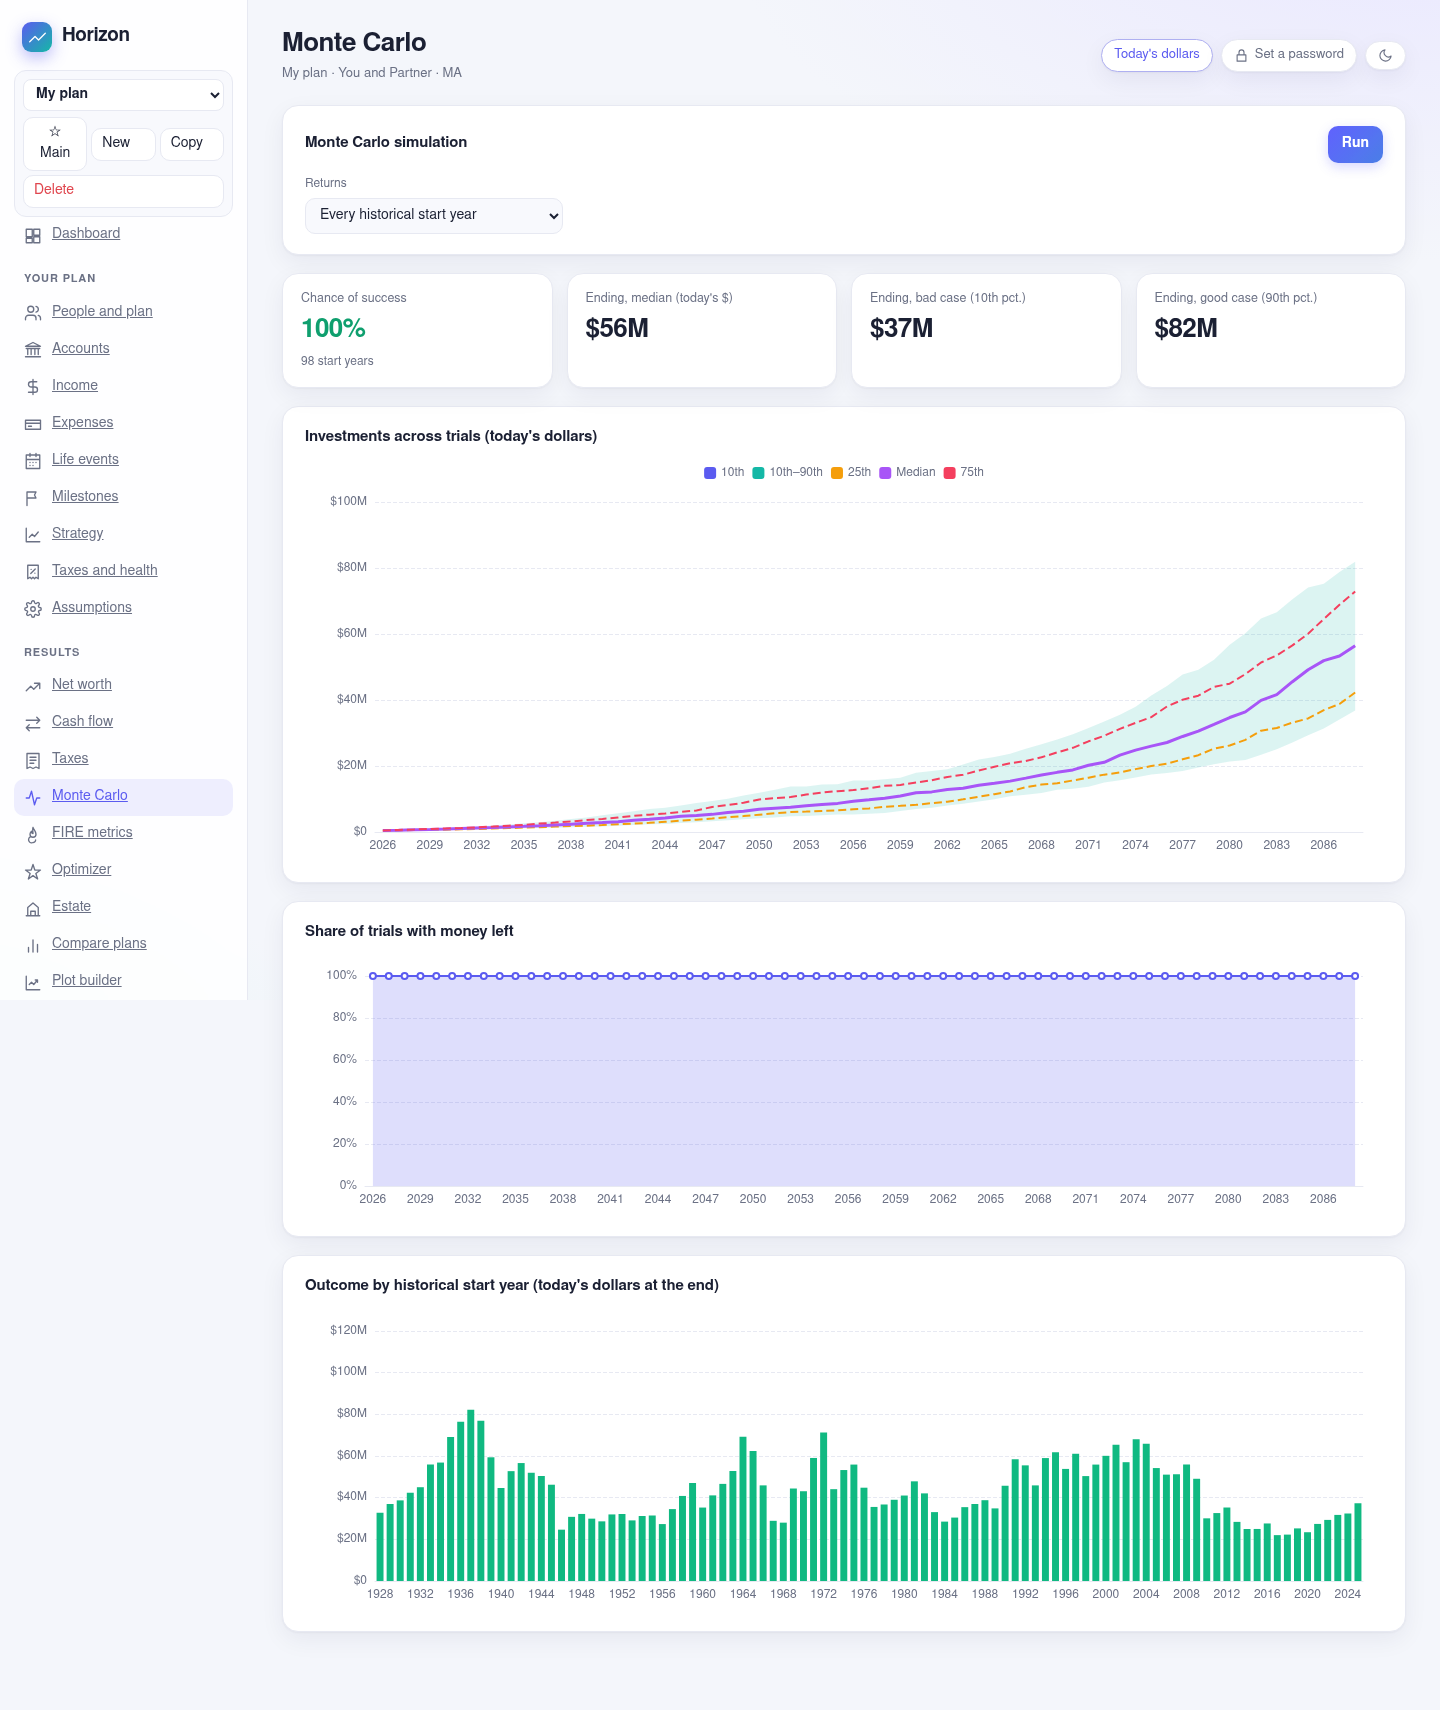 Horizon
My plan
☆
Main
New
Copy
Delete
Dashboard
YOUR PLAN
People and plan
Accounts
Income
Expenses
Life events
Milestones
Strategy
Taxes and health
Assumptions
RESULTS
Net worth
Cash flow
Taxes
Monte Carlo
FIRE metrics
Optimizer
Estate
Compare plans
Plot builder
Monte Carlo
My plan · You and Partner · MA
Today's dollars
Set a password
Monte Carlo simulation
Run
Returns
Every historical start year
Chance of success
100%
98 start years
Ending, median (today's $)
$56M
Ending, bad case (10th pct.)
$37M
Ending, good case (90th pct.)
$82M
Investments across trials (today's dollars)
10th 10th–90th 25th Median 75th
$100M
$80M
$60M
$40M
$20M
$0
2026 2029 2032 2035 2038 2041 2044 2047 2050 2053 2056 2059 2062 2065 2068 2071 2074 2077 2080 2083 2086
Share of trials with money left
100%
80%
60%
40%
20%
0%
2026 2029 2032 2035 2038 2041 2044 2047 2050 2053 2056 2059 2062 2065 2068 2071 2074 2077 2080 2083 2086
Outcome by historical start year (today's dollars at the end)
$120M
$100M
$80M
$60M
$40M
$20M
$0
1928 1932 1936 1940 1944 1948 1952 1956 1960 1964 1968 1972 1976 1980 1984 1988 1992 1996 2000 2004 2008 2012 2016 2020 2024